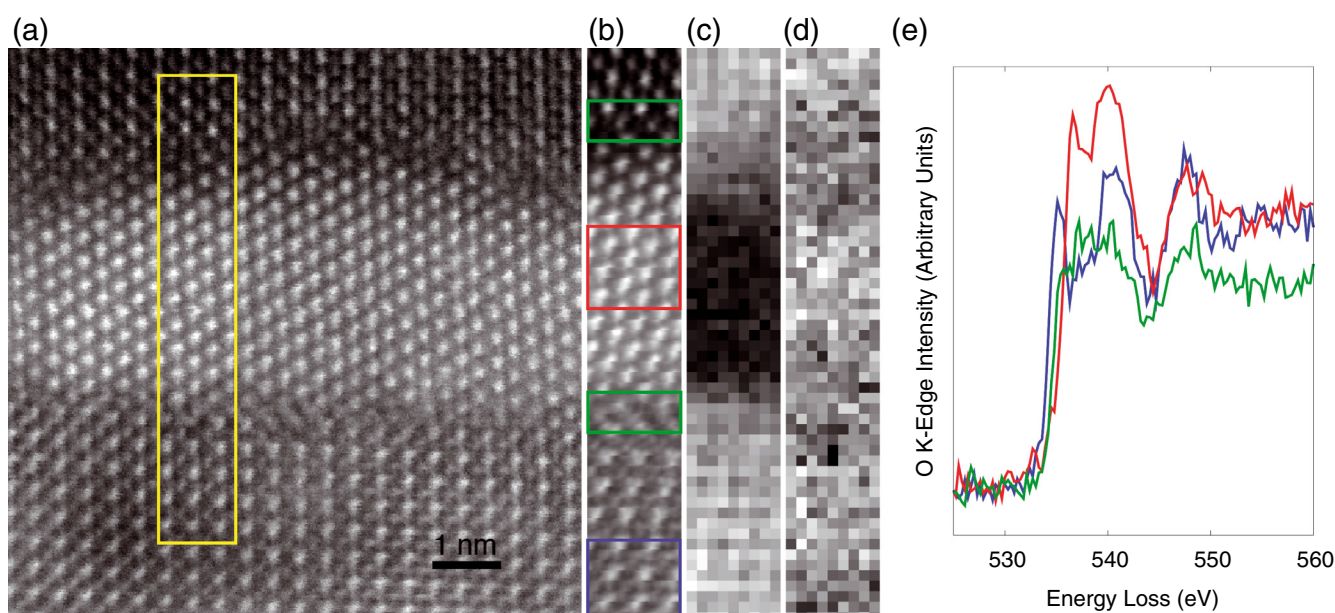 (a)
(b)
(c)
(d)
(e)
1 nm
O K-Edge Intensity (Arbitrary Units)
530
540
550
560
Energy Loss (eV)